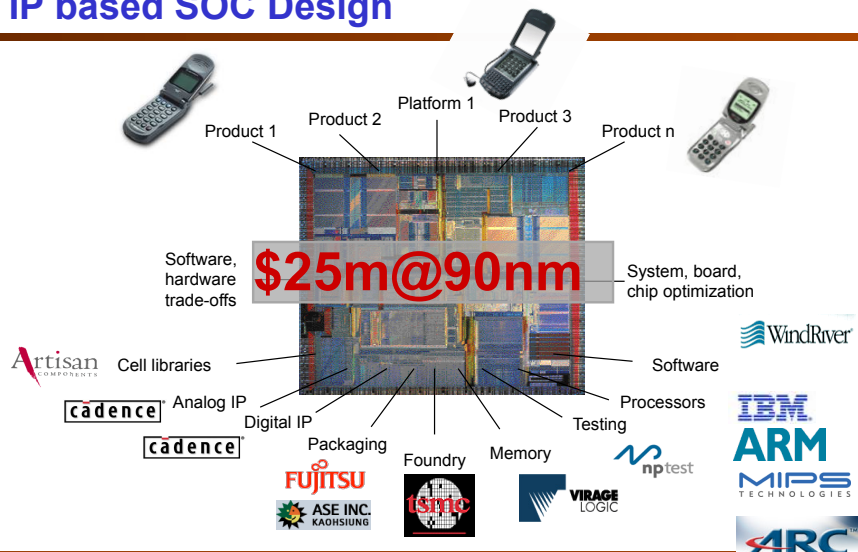 IP based SOC Design
Platform 1
Product 1
Product 2
Product 3
Product n
Software,
hardware
trade-offs
$25m@90nm
System, board,
chip optimization
WindRiver
Artisan
COMPONENTS
Cell libraries
Software
cādence
Analog IP
Processors
IBM
Digital IP
Testing
ARM
cādence
Packaging
Foundry
Memory
nptest
MIPS
TECHNOLOGIES
FUJITSU
ASE INC.
KAOHSIUNG
tsmc
VIRAGE
LOGIC
ARC